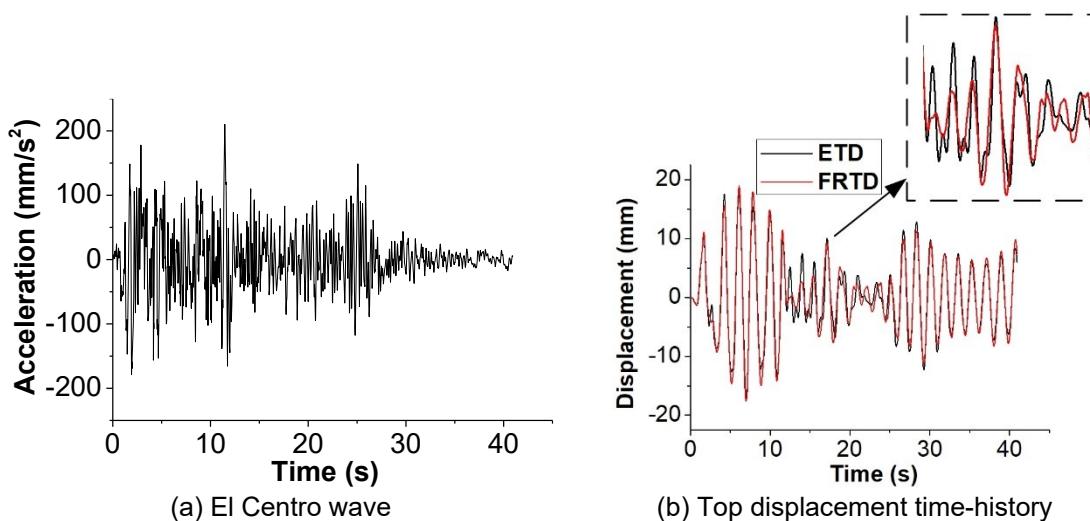 Acceleration (mm/s²)
200
100
0
-100
-200
0
10
20
30
40
Time (s)
(a) El Centro wave
ETD
FRTD
Displacement (mm)
20
10
0
-10
-20
0
10
20
30
40
Time (s)
(b) Top displacement time-history